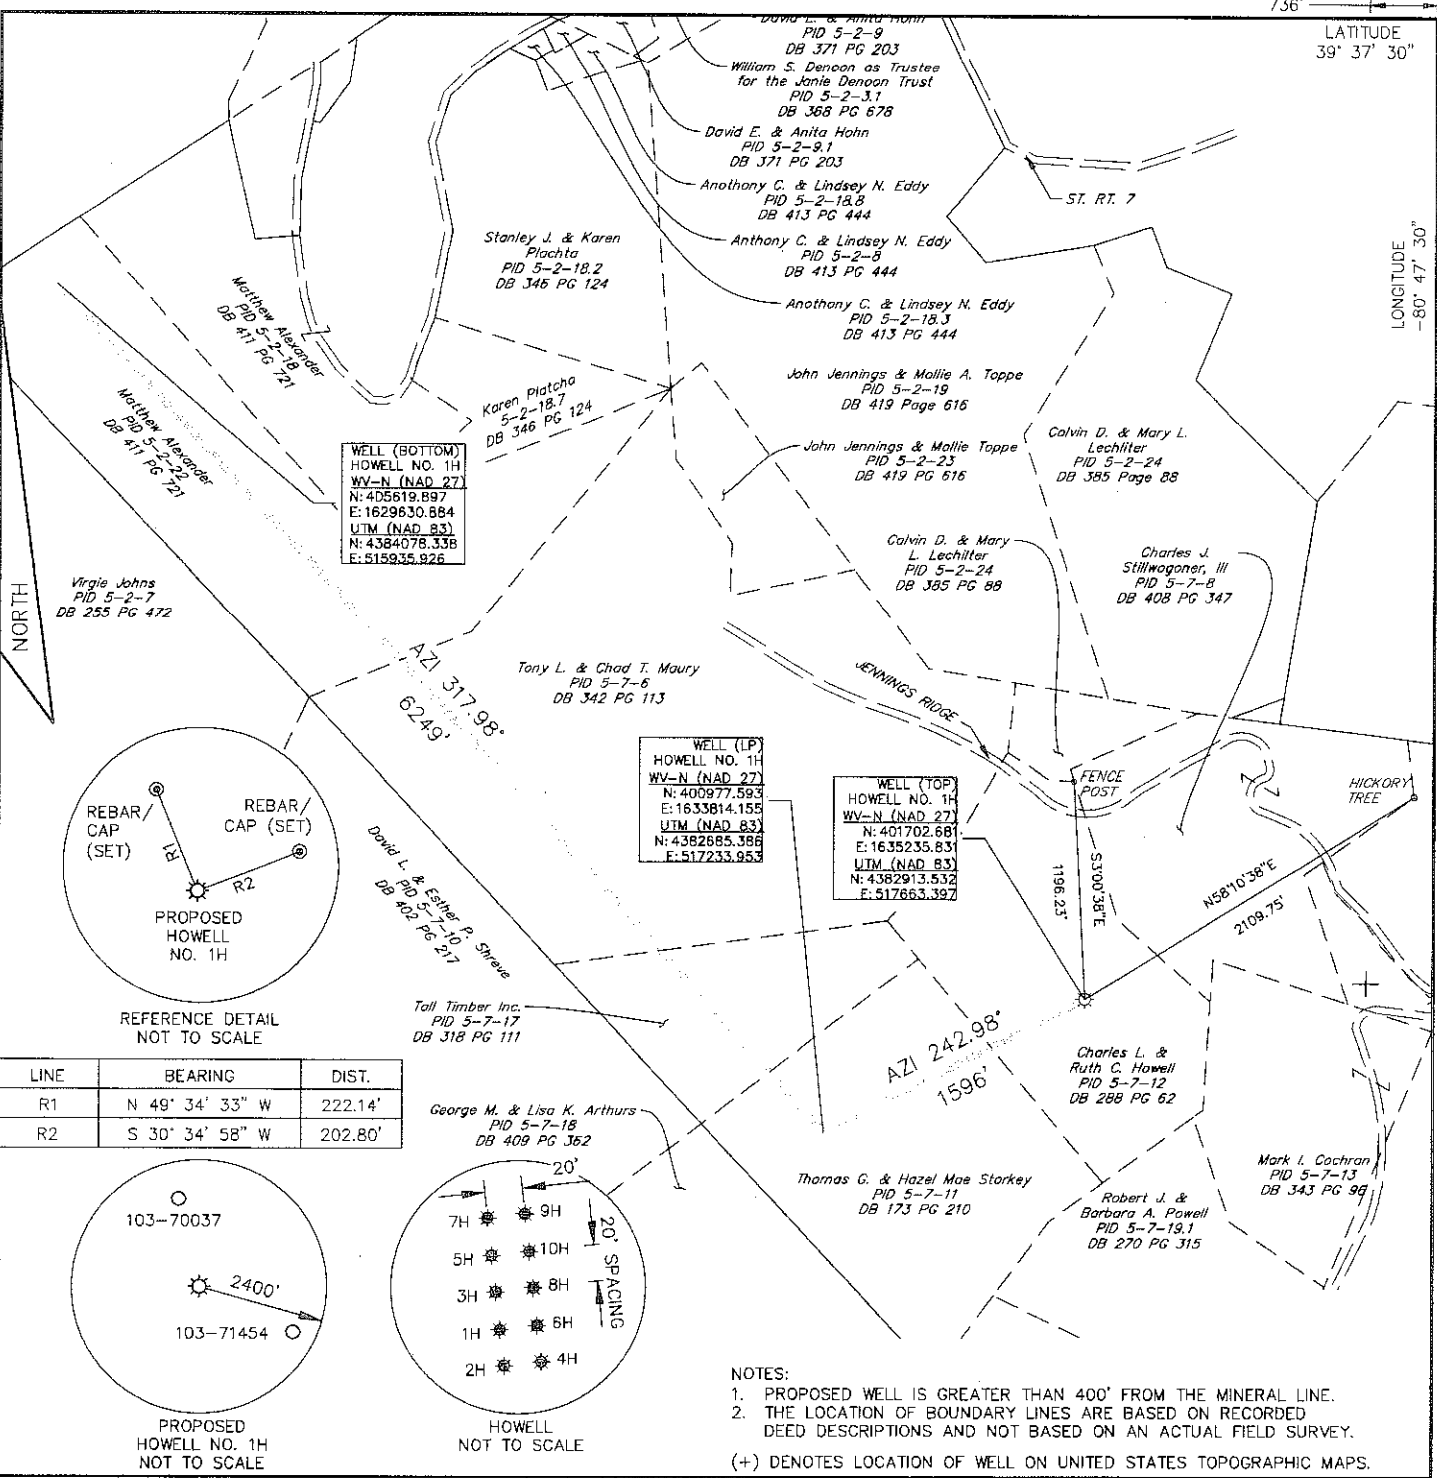 736'
LATITUDE
39° 37' 30"
LONGITUDE
-80° 47' 30"
David E. & Anita Hohn
PID 5-2-9
DB 371 PG 203
William S. Denoon as Trustee
for the Janie Denoon Trust
PID 5-2-3.1
DB 368 PG 678
David E. & Anita Hohn
PID 5-2-9.1
DB 371 PG 203
Anothony C. & Lindsey N. Eddy
PID 5-2-18.8
DB 413 PG 444
Anthony C. & Lindsey N. Eddy
PID 5-2-8
DB 413 PG 444
Anothony C. & Lindsey N. Eddy
PID 5-2-18.3
DB 413 PG 444
ST. RT. 7
Stanley J. & Karen
Plachta
PID 5-2-18.2
DB 346 PG 124
Matthew Alexander
PID 5-2-18
DB 411 PG 721
Matthew Alexander
PID 5-2-22
DB 411 PG 721
Karen Platcha
5-2-18.7
DB 346 PG 124
John Jennings & Mollie A. Toppe
PID 5-2-19
DB 419 Page 616
John Jennings & Mollie Toppe
PID 5-2-23
DB 419 PG 616
Calvin D. & Mary L.
Lechliter
PID 5-2-24
DB 385 Page 88
WELL (BOTTOM)
HOWELL NO. 1H
WV-N (NAD 27)
N: 405619.897
E: 1629630.884
UTM (NAD 83)
N: 4384078.338
E: 515935.926
Calvin D. & Mary
L. Lechliter
PID 5-2-24
DB 385 PG 88
Charles J.
Stillwagoner, III
PID 5-7-8
DB 408 PG 347
NORTH
Virgie Johns
PID 5-2-7
DB 255 PG 472
AZI 317.98°
6249'
Tony L. & Chad T. Maury
PID 5-7-6
DB 342 PG 113
JENNINGS RIDGE
WELL (LP)
HOWELL NO. 1H
WV-N (NAD 27)
N: 400977.593
E: 1633814.155
UTM (NAD 83)
N: 4382685.386
E: 517233.953
WELL (TOP)
HOWELL NO. 1H
WV-N (NAD 27)
N: 401702.681
E: 1635235.831
UTM (NAD 83)
N: 4382913.532
E: 517663.397
FENCE
POST
HICKORY
TREE
S3°00'38"E
1196.23'
N58°10'38"E
2109.75'
REBAR/
CAP
(SET)
REBAR/
CAP (SET)
R1
R2
PROPOSED
HOWELL
NO. 1H
REFERENCE DETAIL
NOT TO SCALE
David L. & Esther P. Shreve
PID 5-7-10
DB 402 PG 217
Tall Timber Inc.
PID 5-7-17
DB 318 PG 111
AZI 242.98°
1596'
Charles L. &
Ruth C. Howell
PID 5-7-12
DB 288 PG 62
LINE BEARING DIST.
R1 N 49° 34' 33" W 222.14'
R2 S 30° 34' 58" W 202.80'
George M. & Lisa K. Arthurs
PID 5-7-18
DB 409 PG 362
Thomas G. & Hazel Mae Storkey
PID 5-7-11
DB 173 PG 210
Robert J. &
Barbara A. Powell
PID 5-7-19.1
DB 270 PG 315
Mark I. Cochran
PID 5-7-13
DB 343 PG 96
103-70037
2400'
103-71454
PROPOSED
HOWELL NO. 1H
NOT TO SCALE
20'
7H 9H
5H 10H
3H 8H
1H 6H
2H 4H
20' SPACING
HOWELL
NOT TO SCALE
NOTES:
1. PROPOSED WELL IS GREATER THAN 400' FROM THE MINERAL LINE.
2. THE LOCATION OF BOUNDARY LINES ARE BASED ON RECORDED
DEED DESCRIPTIONS AND NOT BASED ON AN ACTUAL FIELD SURVEY.
(+) DENOTES LOCATION OF WELL ON UNITED STATES TOPOGRAPHIC MAPS.